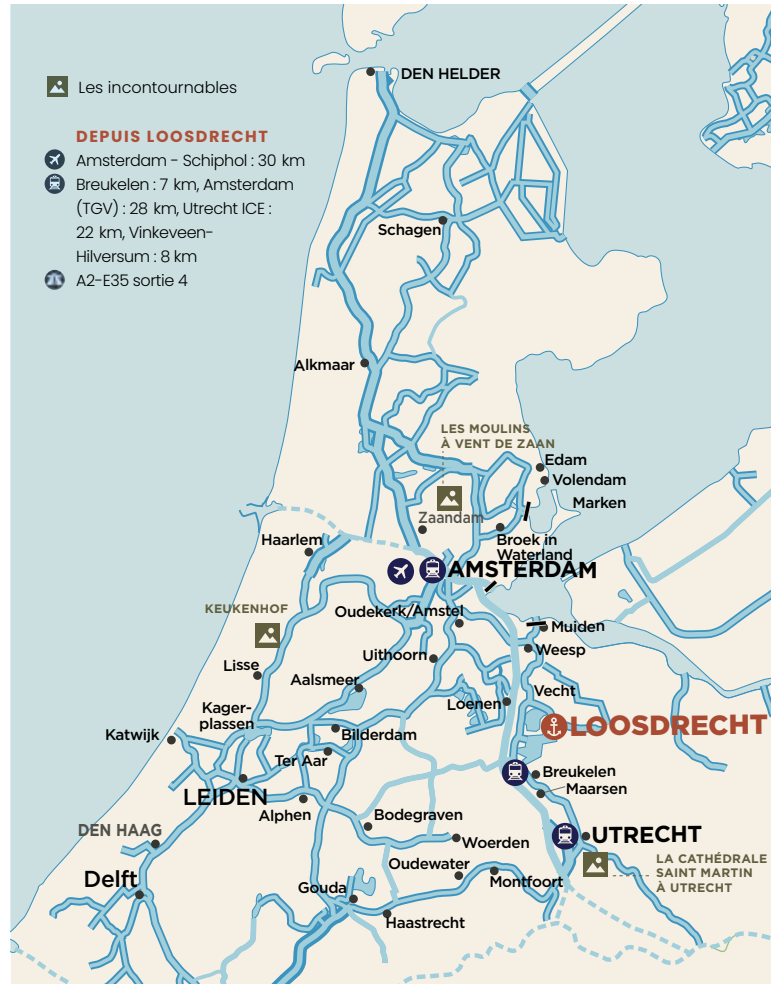 DEN HELDER
Les incontournables
DEPUIS LOOSDRECHT
Amsterdam - Schiphol : 30 km
Breukelen : 7 km, Amsterdam
(TGV) : 28 km, Utrecht ICE :
22 km, Vinkeveen-
Hilversum : 8 km
A2-E35 sortie 4
Schagen
Alkmaar
LES MOULINS
À VENT DE ZAAN
Edam
Volendam
Marken
Zaandam
Broek in
Waterland
Haarlem
AMSTERDAM
KEUKENHOF
Oudekerk/Amstel
Muiden
Weesp
Uithoorn
Lisse
Aalsmeer
Vecht
Loenen
Kager-
plassen
LOOSDRECHT
Katwijk
Bilderdam
Ter Aar
Breukelen
Maarsen
LEIDEN
Alphen
Bodegraven
DEN HAAG
Woerden
UTRECHT
Oudewater
LA CATHÉDRALE
SAINT MARTIN
À UTRECHT
Delft
Gouda
Montfoort
Haastrecht